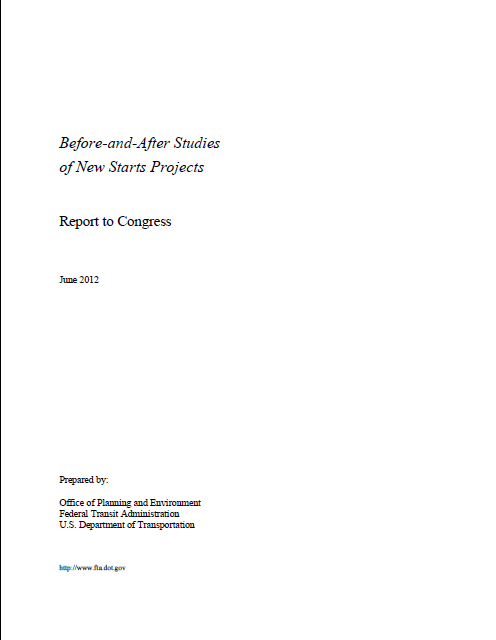 Before-and-After Studies
of New Starts Projects
Report to Congress
June 2012
Prepared by:
Office of Planning and Environment
Federal Transit Administration
U.S. Department of Transportation
http://www.fta.dot.gov